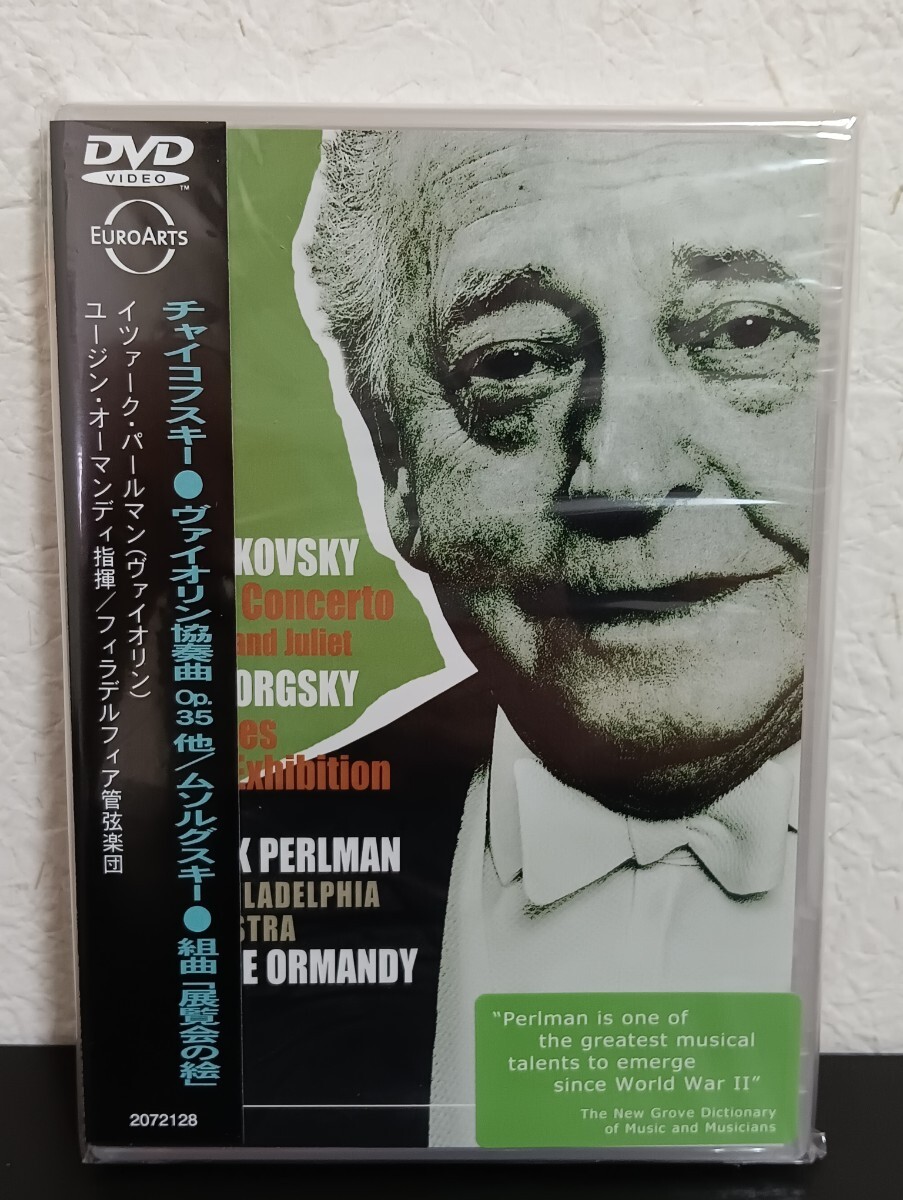 DVD
VIDEO
TM
EUROARTS
チャイコフスキー●ヴァイオリン協奏曲 Op.35 他/ムソルグスキー●組曲「展覧会の絵」
イツァーク・パールマン(ヴァイオリン)
ユージン・オーマンディ指揮/フィラデルフィア管弦楽団
2072128
KOVSKY
Concerto
and Juliet
ORGSKY
es
Exhibition
K PERLMAN
LADELPHIA
STRA
E ORMANDY
"Perlman is one of
the greatest musical
talents to emerge
since World War II"
The New Grove Dictionary
of Music and Musicians